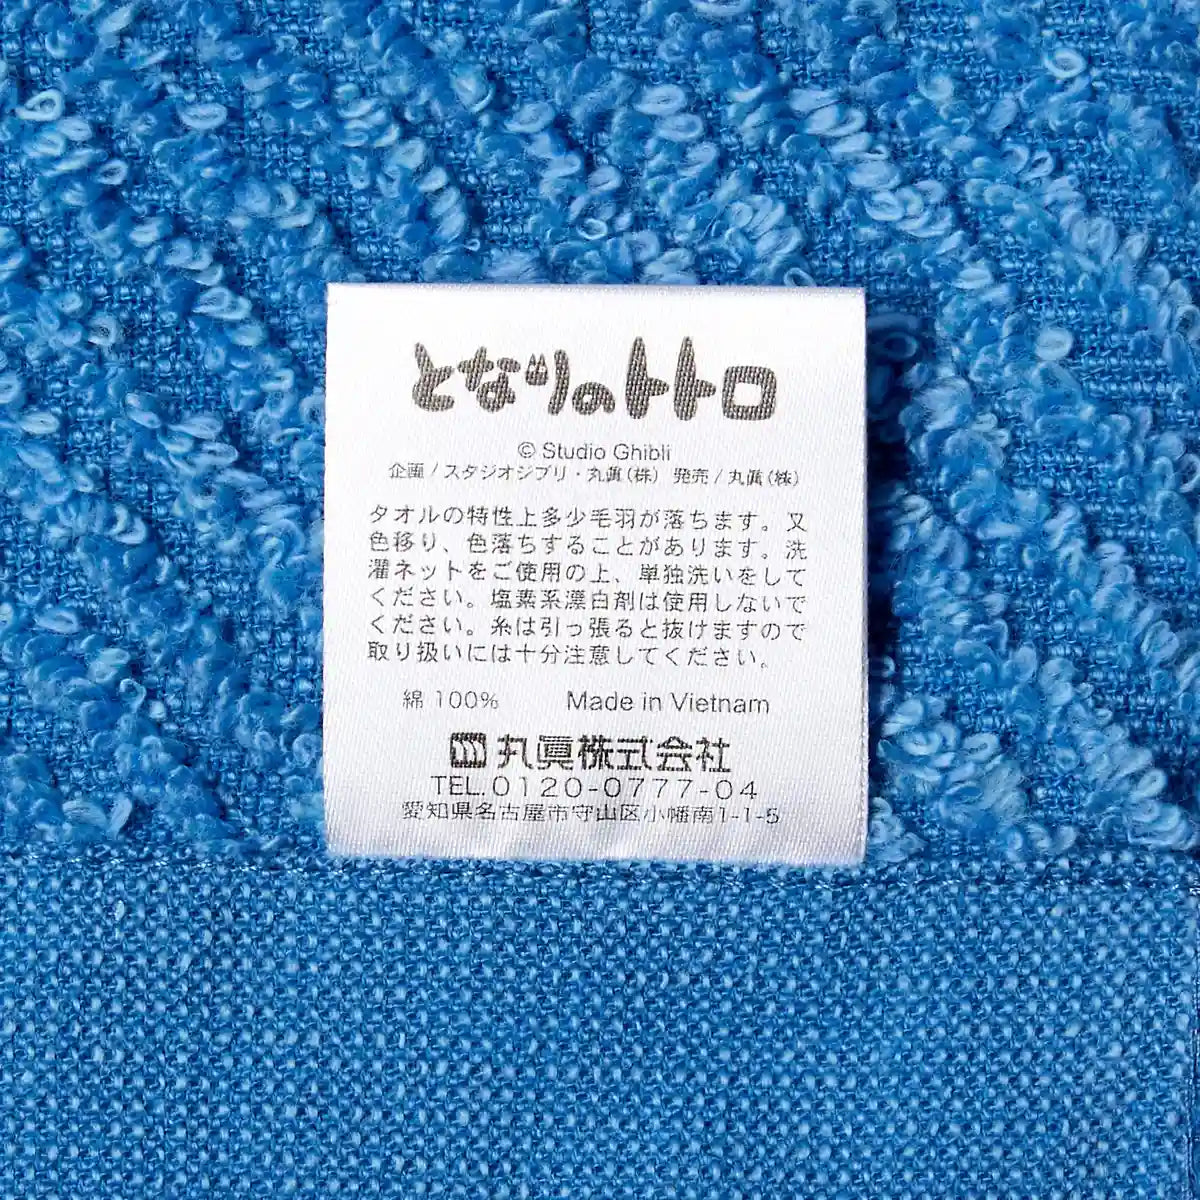 となりのトトロ
© Studio Ghibli
企画/スタジオジブリ・丸眞(株) 発売/丸眞(株)
タオルの特性上多少毛羽が落ちます。又
色移り、色落ちすることがあります。洗
濯ネットをご使用の上、単独洗いをして
ください。塩素系漂白剤は使用しないで
ください。糸は引っ張ると抜けますので
取り扱いには十分注意してください。
綿 100% Made in Vietnam
丸眞株式会社
TEL.0120-0777-04
愛知県名古屋市守山区小幡南1-1-5